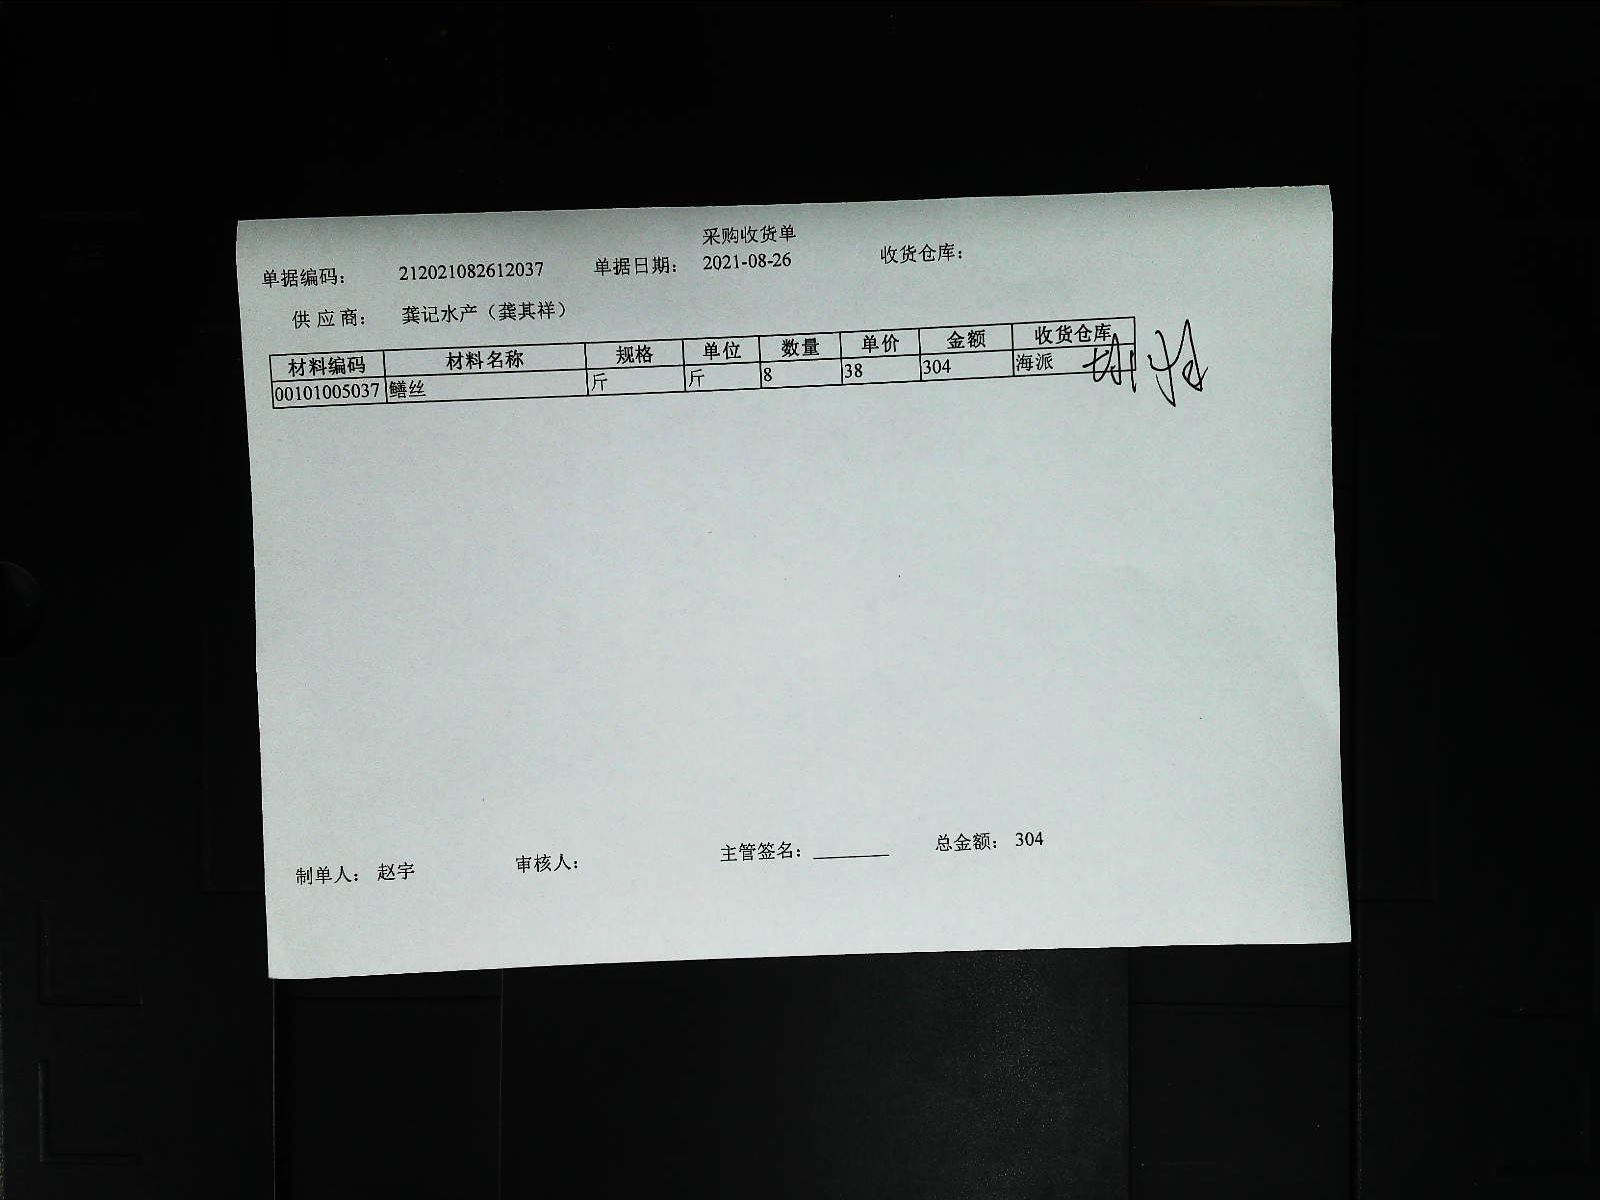 采购收货单
单据编码： 212021082612037 单据日期： 2021-08-26 收货仓库：
供 应 商： 龚记水产（龚其祥）
材料编码 材料名称 规格 单位 数量 单价 金额 收货仓库
00101005037 鳝丝 斤 斤 8 38 304 海派
制单人： 赵宇 审核人： 主管签名： ________ 总金额： 304